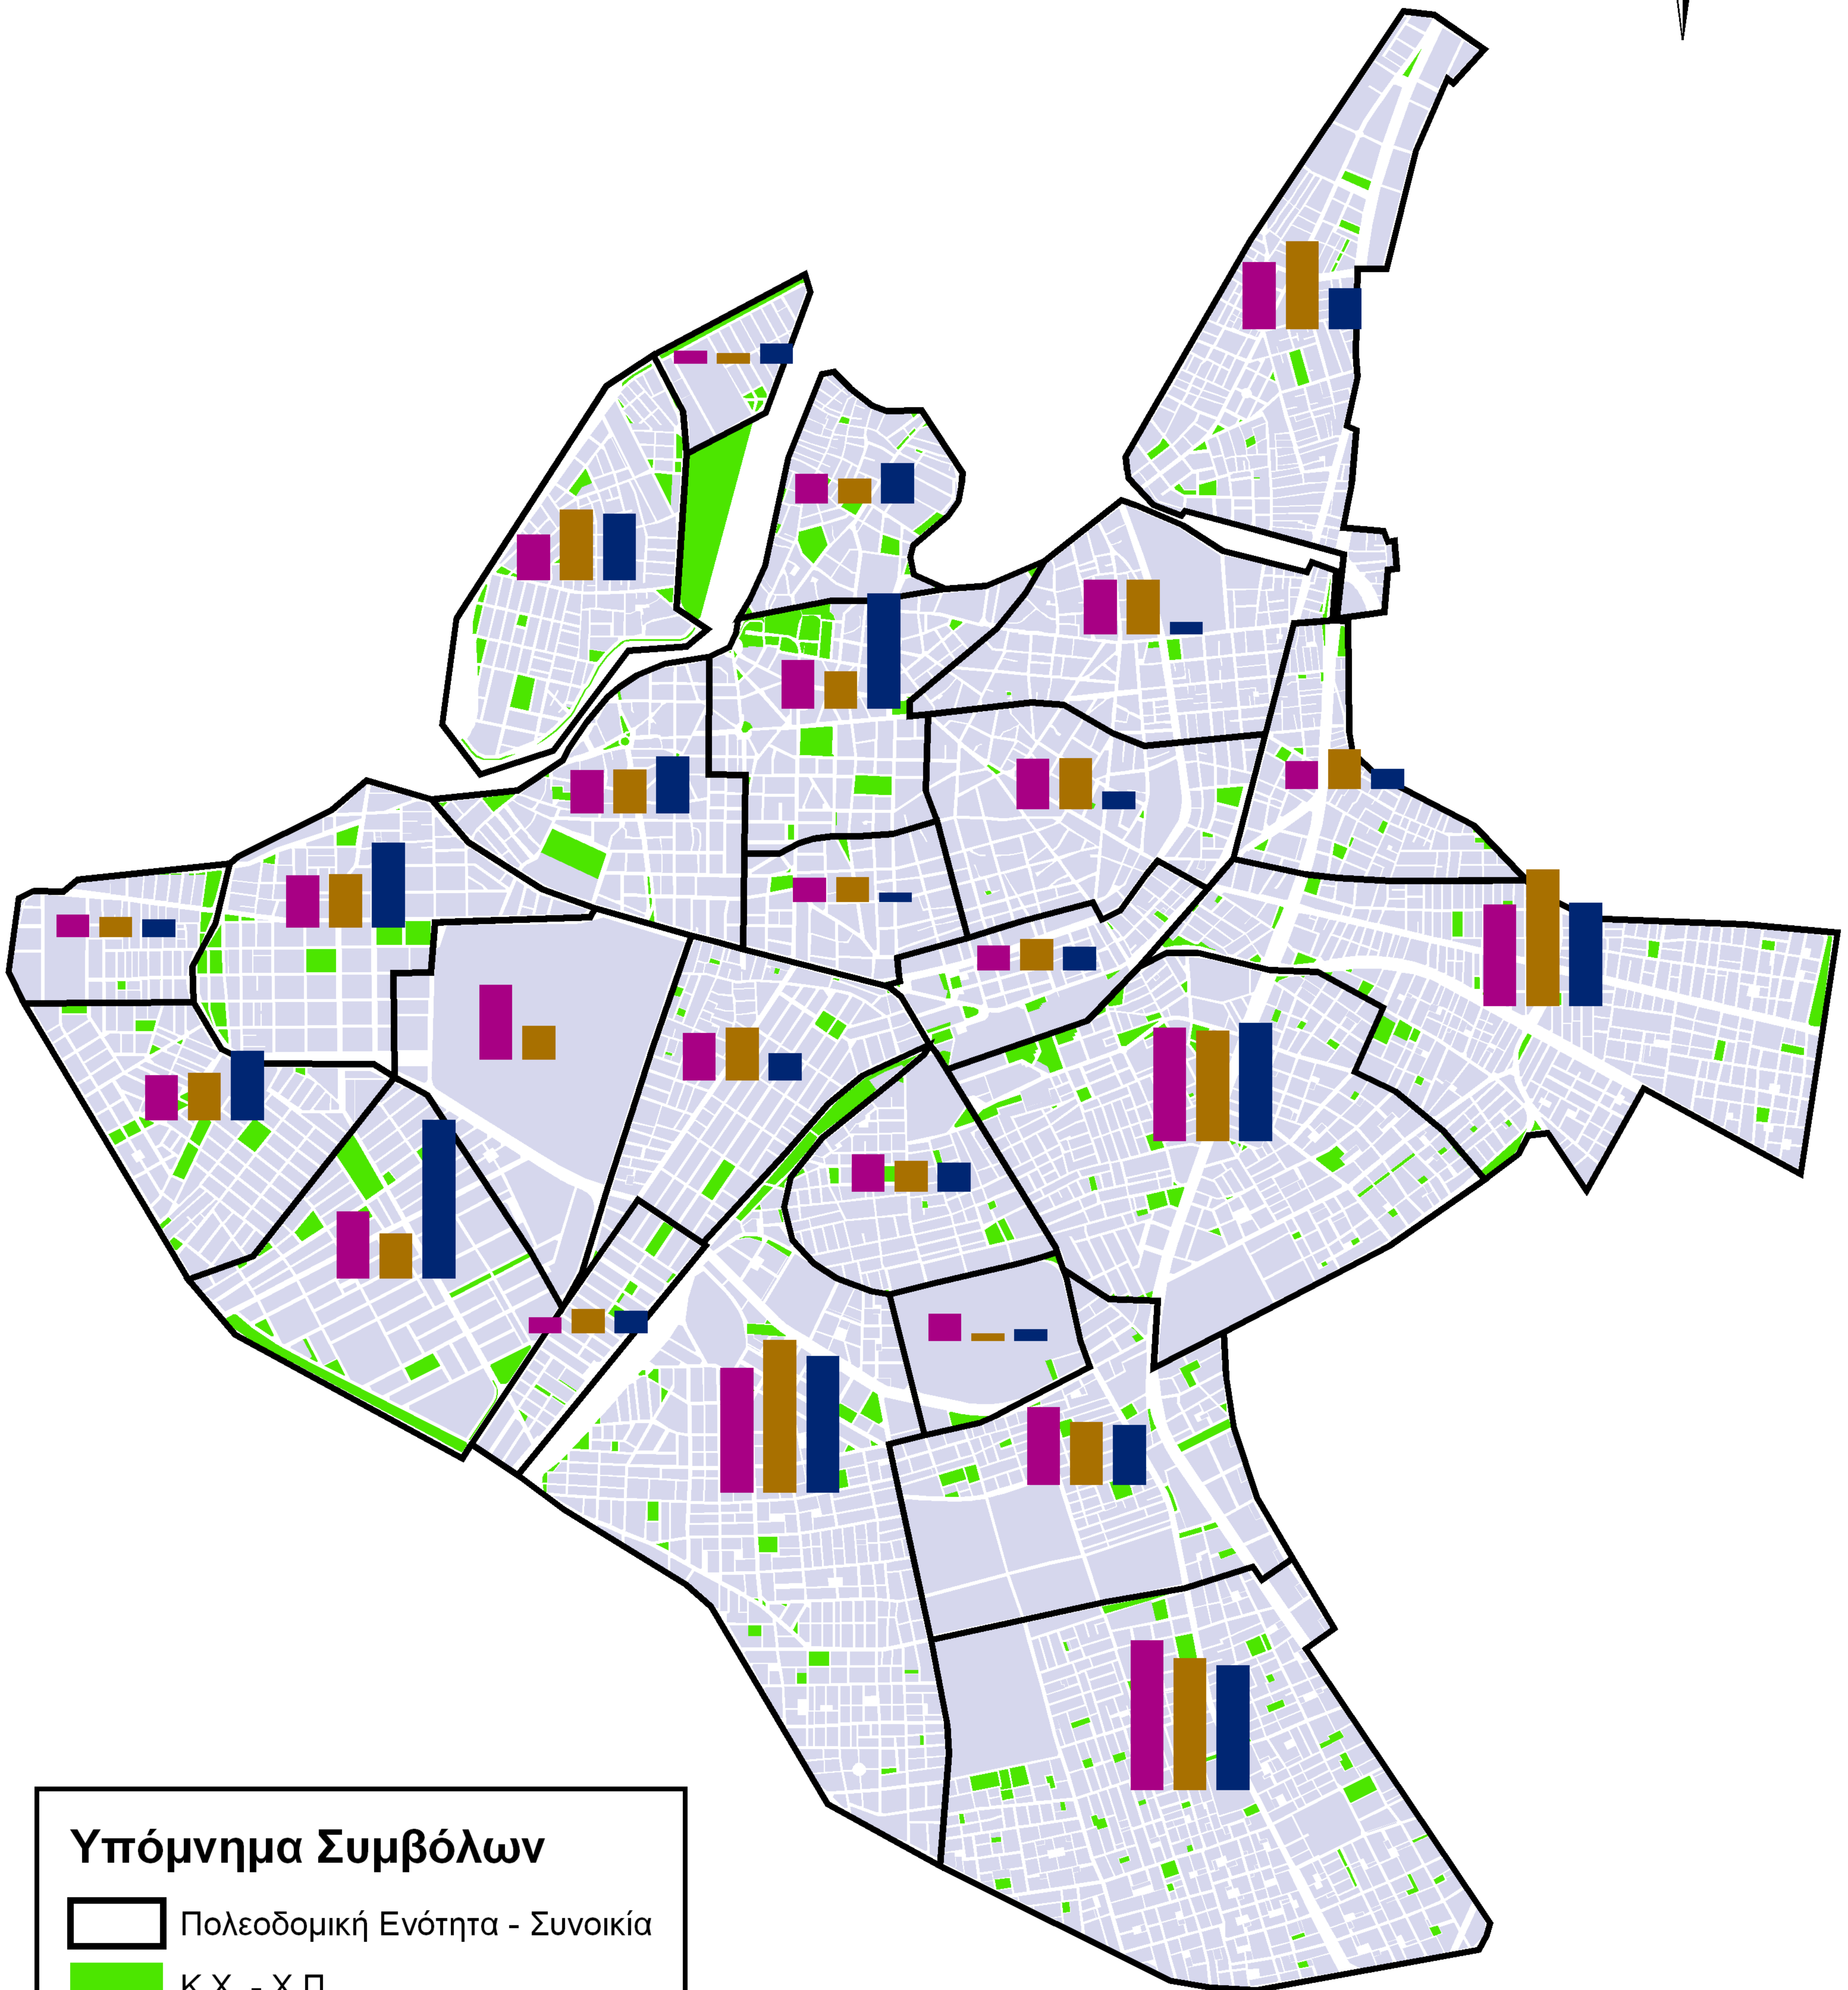 Υπόμνημα Συμβόλων
Πολεοδομική Ενότητα - Συνοικία
Κ.Χ. - Χ.Π.